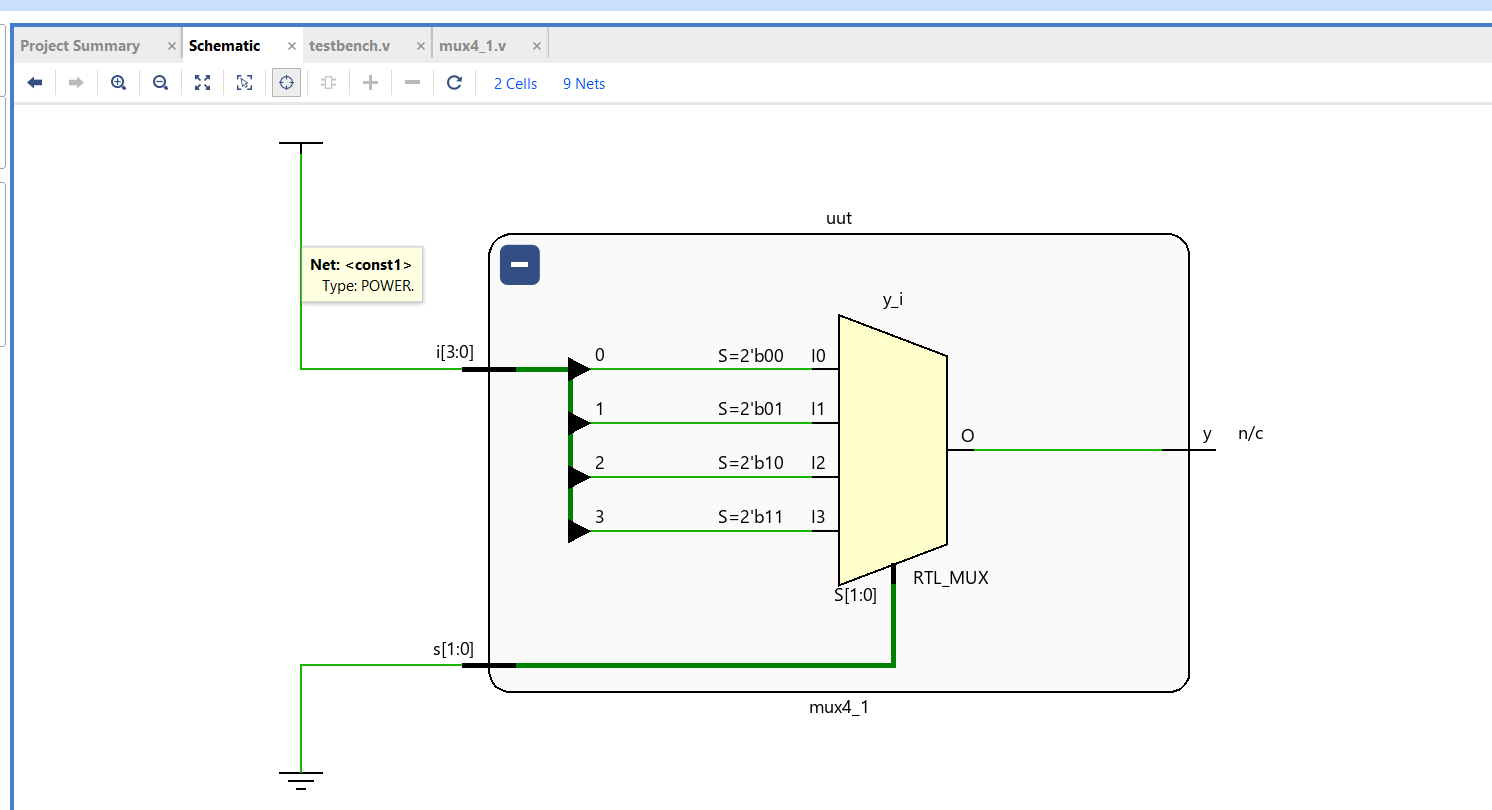 Project Summary × Schematic × testbench.v × mux4_1.v ×
2 Cells 9 Nets
uut
Net: <const1>
Type: POWER.
y_i
i[3:0] 0 S=2'b00 I0
1 S=2'b01 I1
O y n/c
2 S=2'b10 I2
3 S=2'b11 I3
RTL_MUX
S[1:0]
s[1:0]
mux4_1